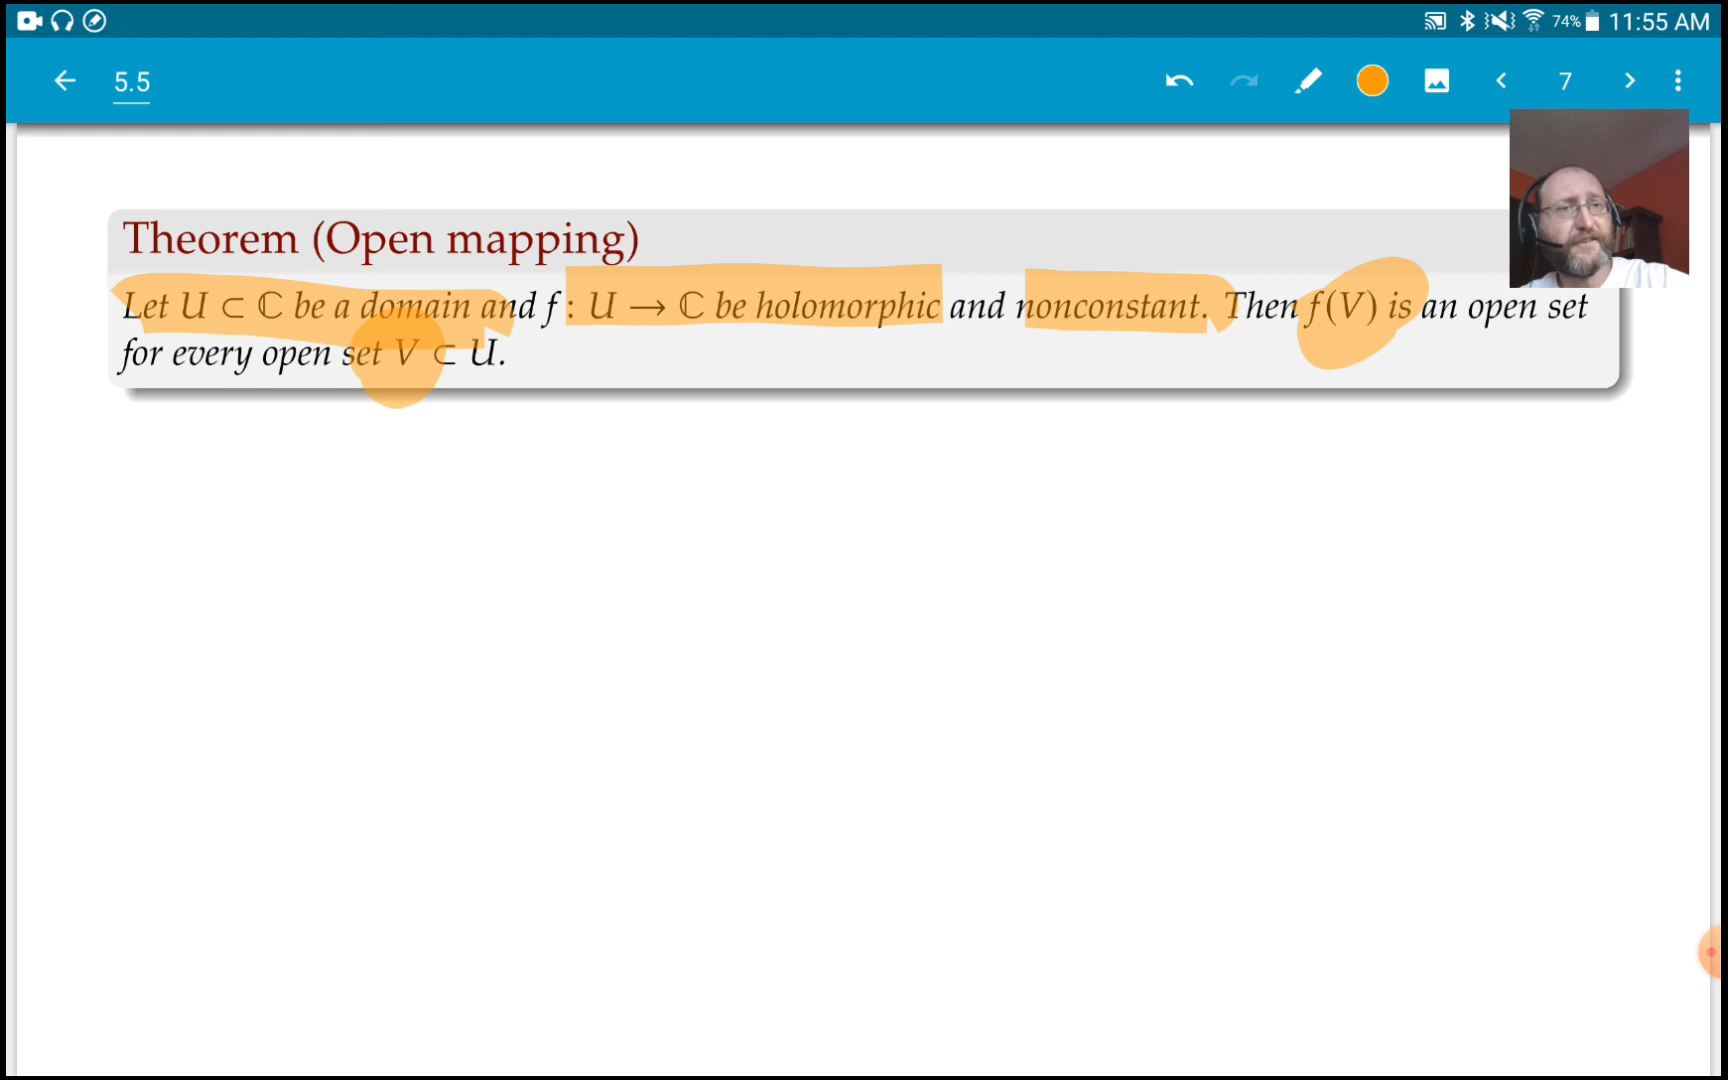 74% 11:55 AM
5.5 7
Theorem (Open mapping)
Let U ⊂ ℂ be a domain and f : U → ℂ be holomorphic and nonconstant. Then f(V) is an open set
for every open set V ⊂ U.